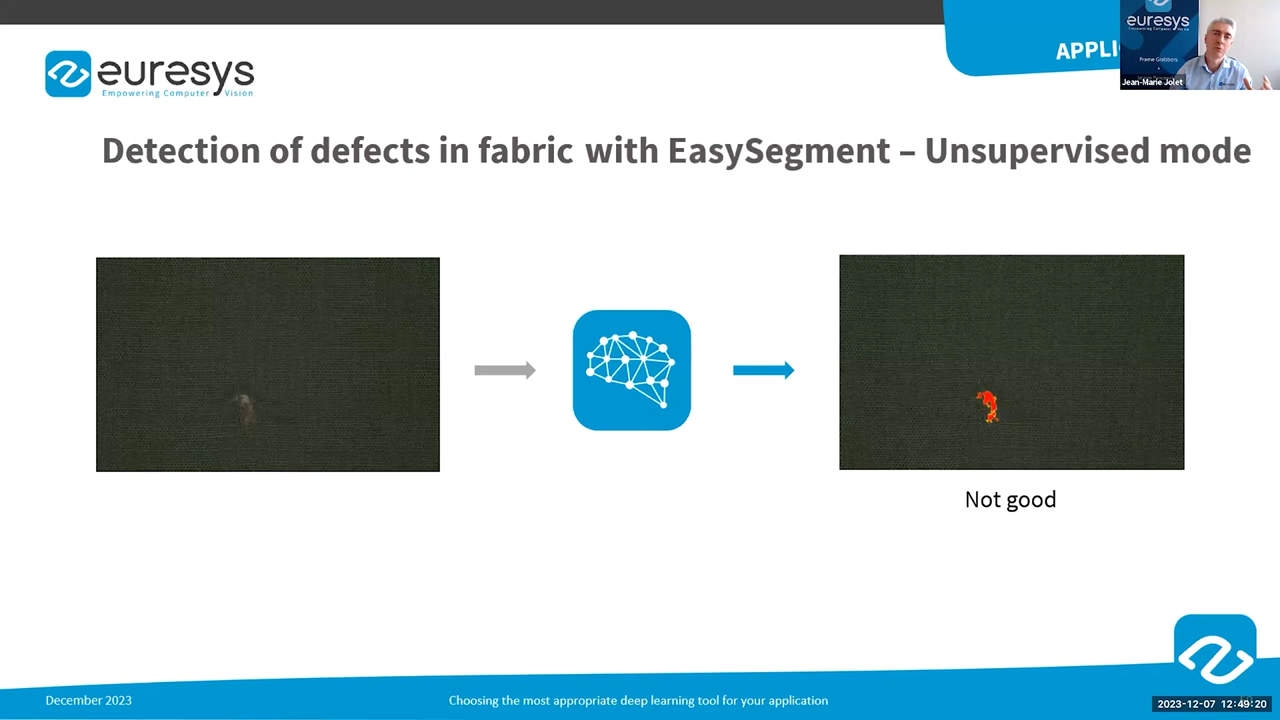 euresys
Empowering Computer Vision
APPLI
euresys
Frame Grabbers
Jean-Marie Jolet
Detection of defects in fabric with EasySegment – Unsupervised mode
Not good
December 2023
Choosing the most appropriate deep learning tool for your application
2023-12-07 12:49:20